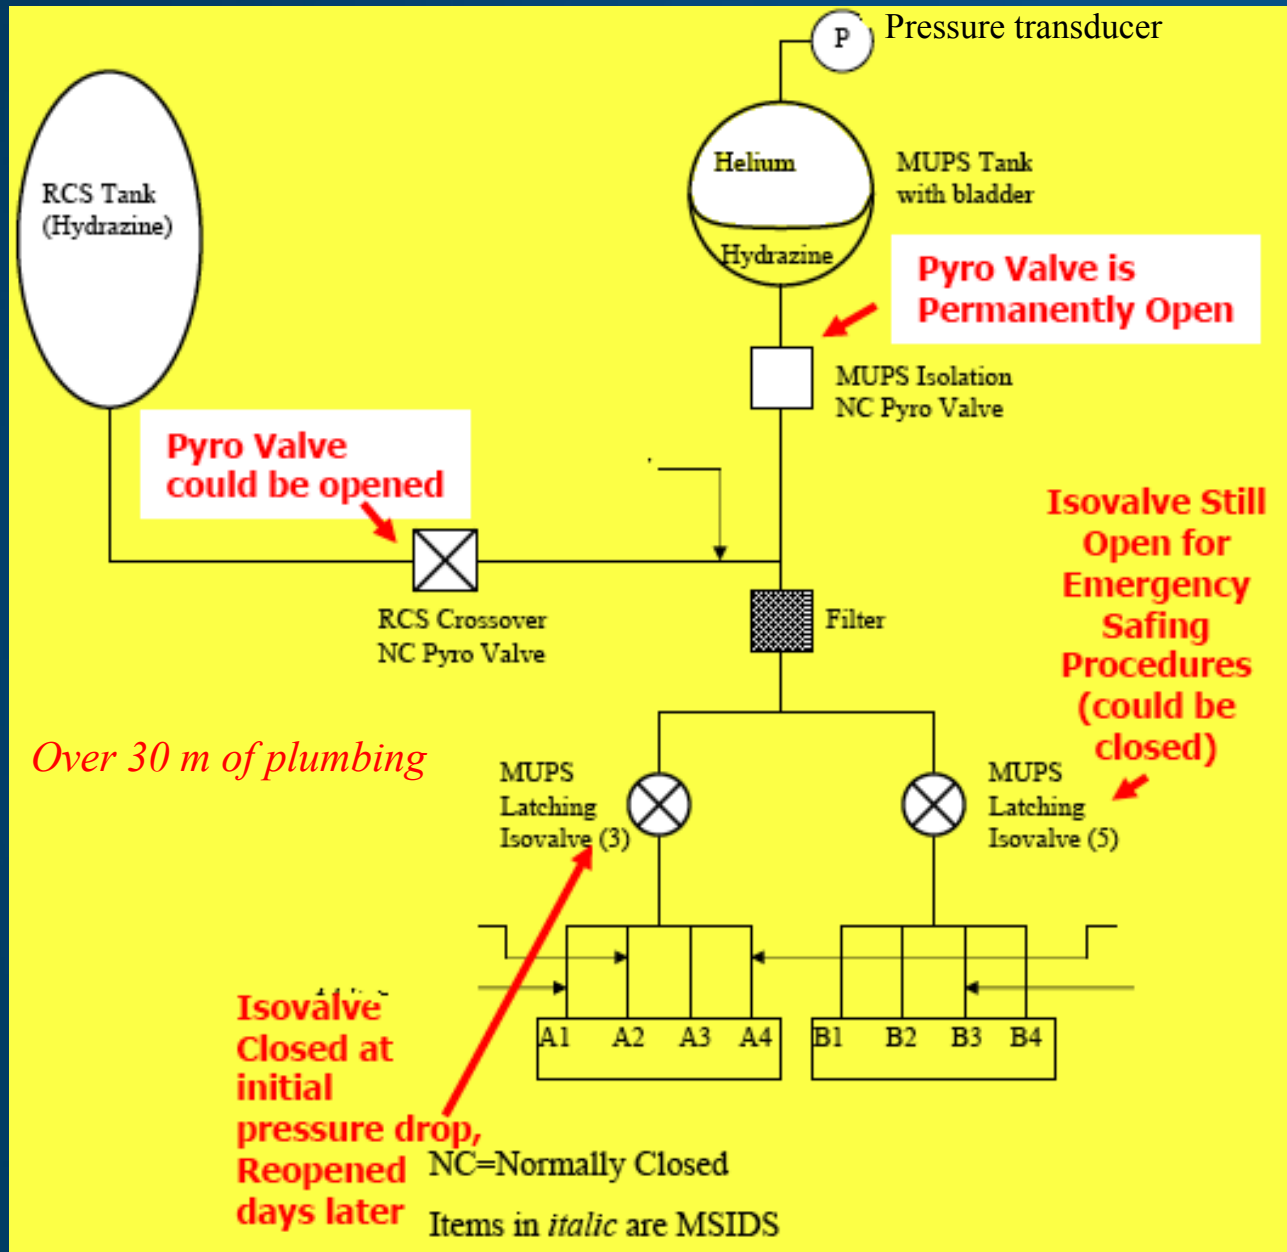 P
Pressure transducer
RCS Tank
(Hydrazine)
Helium
Hydrazine
MUPS Tank
with bladder
Pyro Valve is
Permanently Open
MUPS Isolation
NC Pyro Valve
Pyro Valve
could be opened
RCS Crossover
NC Pyro Valve
Filter
Isovalve Still
Open for
Emergency
Safing
Procedures
(could be
closed)
Over 30 m of plumbing
MUPS
Latching
Isovalve (3)
MUPS
Latching
Isovalve (5)
Isovalve
Closed at
initial
pressure drop,
Reopened
days later
A1 A2 A3 A4
B1 B2 B3 B4
NC=Normally Closed
Items in italic are MSIDS